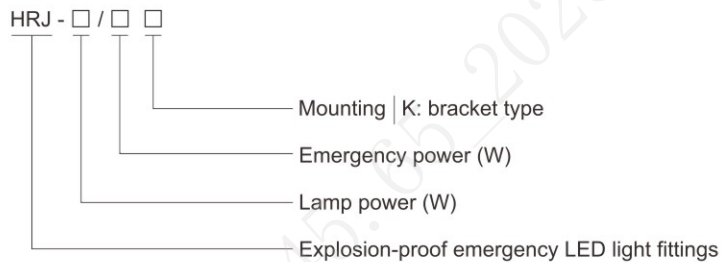 HRJ - □ / □ □
Mounting | K: bracket type
Emergency power (W)
Lamp power (W)
Explosion-proof emergency LED light fittings